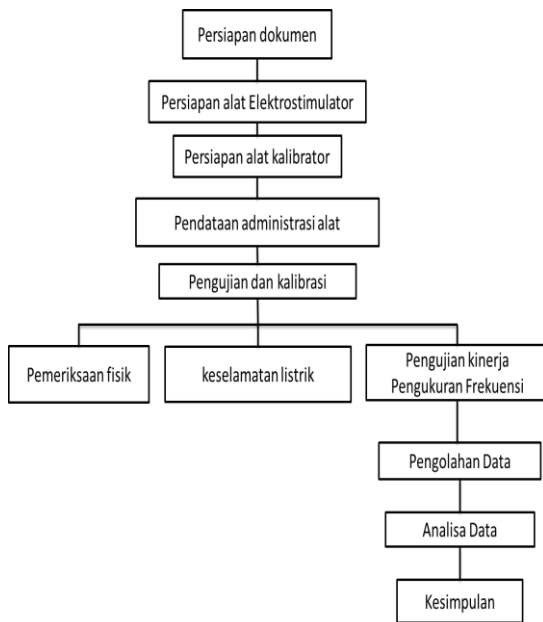 Persiapan dokumen
Persiapan alat Elektrostimulator
Persiapan alat kalibrator
Pendataan administrasi alat
Pengujian dan kalibrasi
Pemeriksaan fisik
keselamatan listrik
Pengujian kinerja
Pengukuran Frekuensi
Pengolahan Data
Analisa Data
Kesimpulan